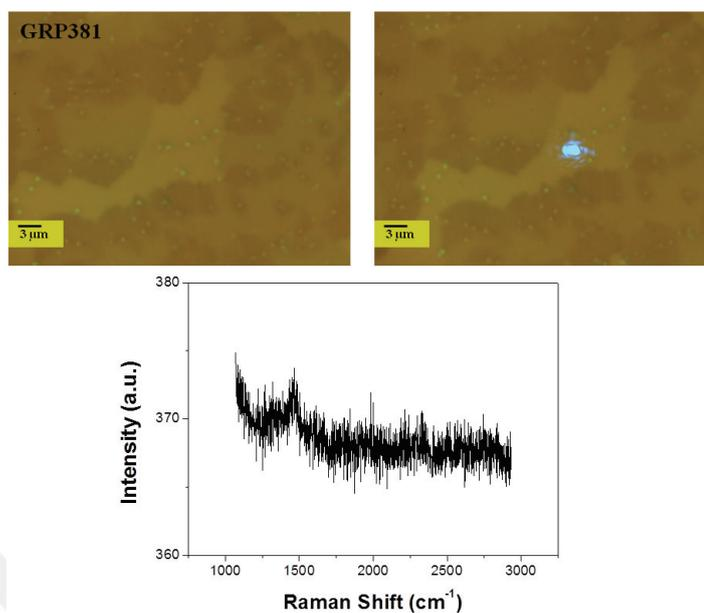 GRP381
3 µm
3 µm
Intensity (a.u.)
380
370
360
1000
1500
2000
2500
3000
Raman Shift (cm⁻¹)